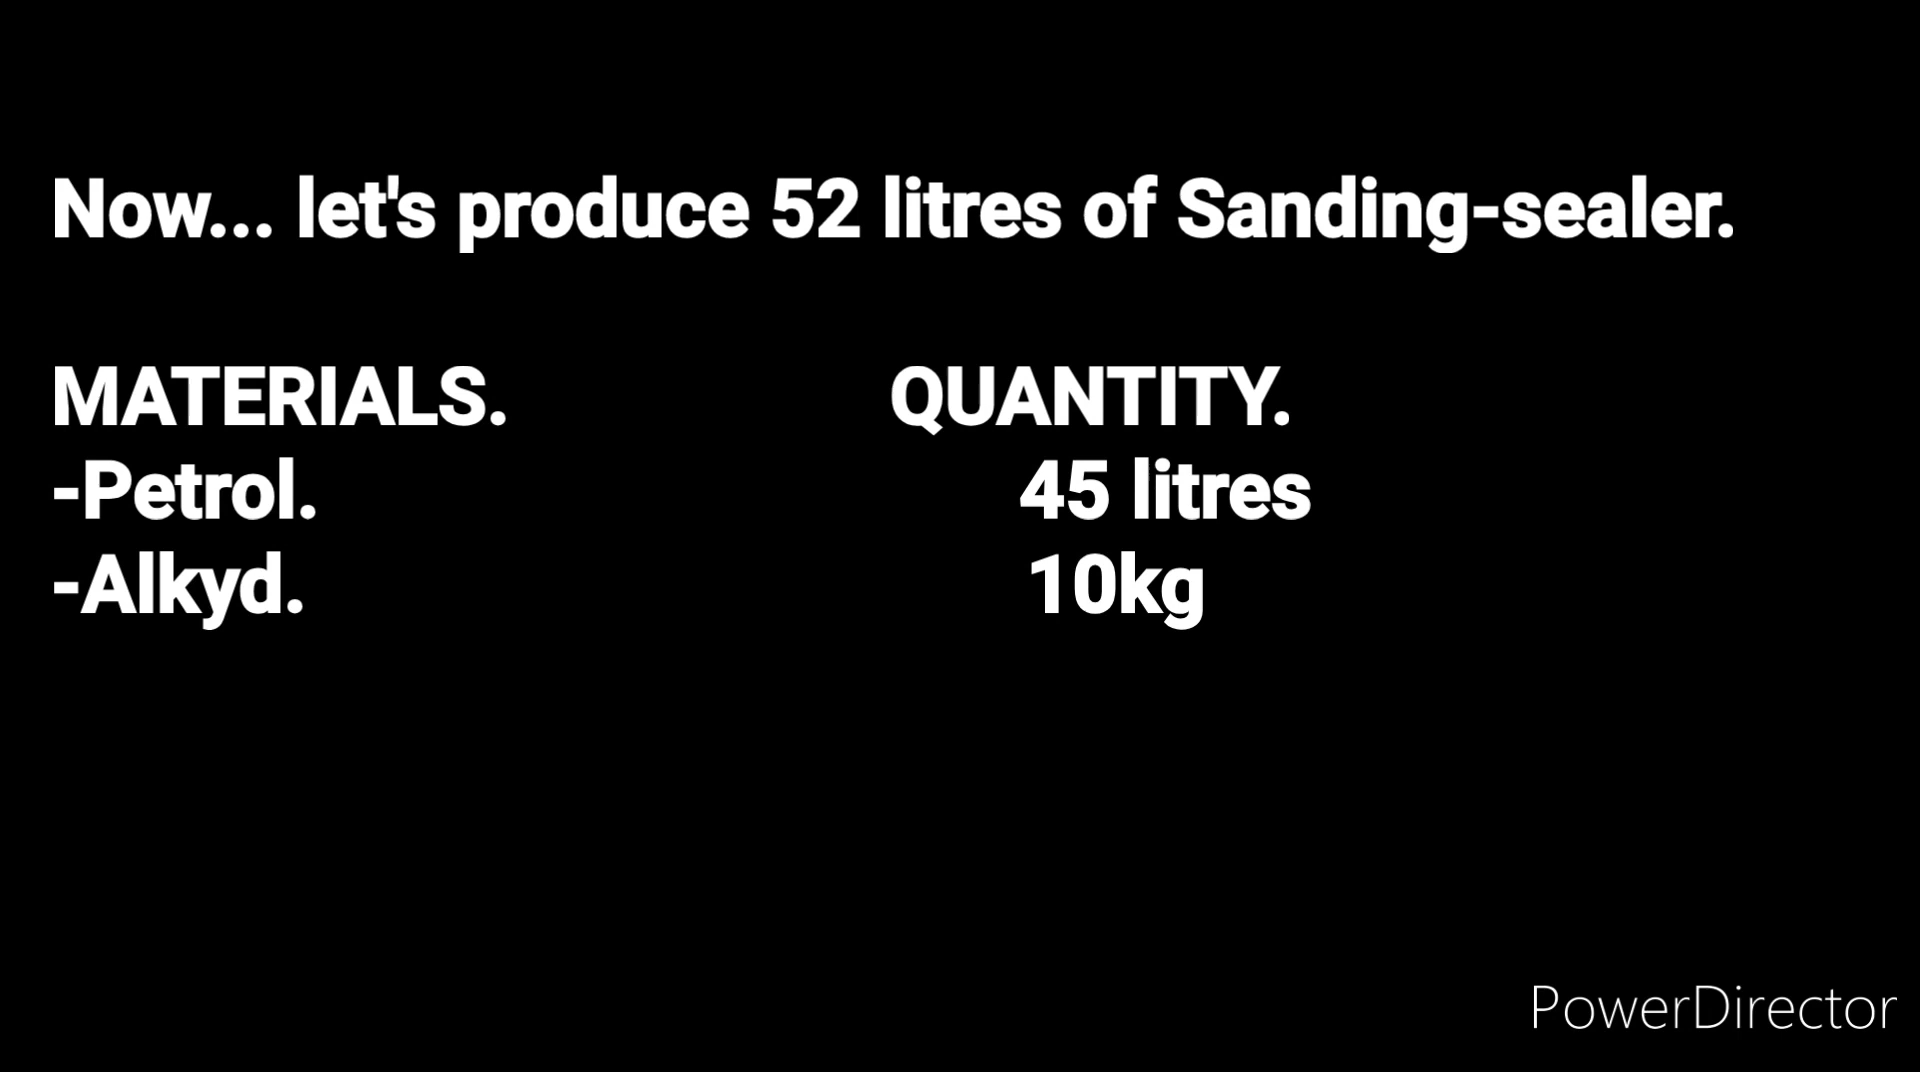 Now... let's produce 52 litres of Sanding-sealer.
MATERIALS. QUANTITY.
-Petrol. 45 litres
-Alkyd. 10kg
PowerDirector